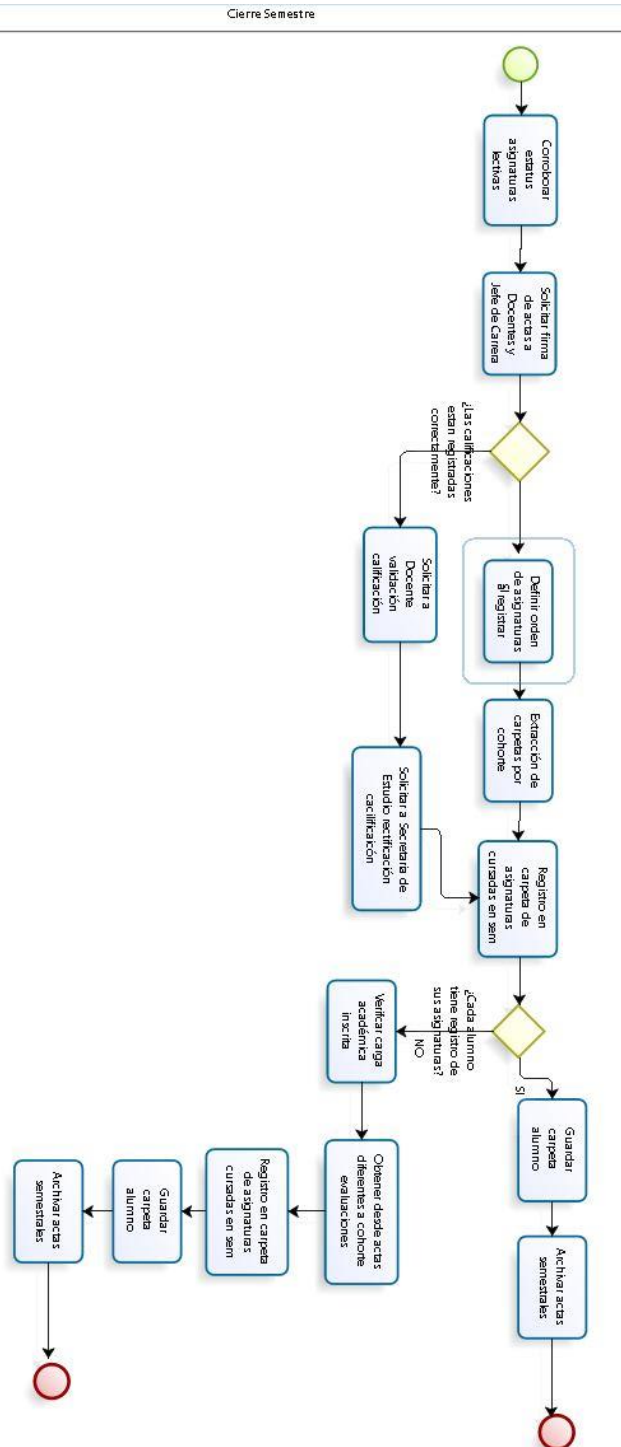 Cierre Semestre
Corroborar
estatus
asignaturas
lectivas
Solicitar firma
de actas a
Docentes y
Jefe de Carrera
¿Las calificaciones
estan registradas
correctamente?
Definir orden
de asignaturas
al registrar
SI
Extracción de
carpetas por
cohorte
Solicitar a
Docente
validación
calificación
Solicitar a Secretaria de
Estudio rectificación
cacilificaicón
Registro en
carpeta de
asignaturas
cursadas en sem
¿Cada alumno
tiene registro de
sus asignaturas?
SI
Guardar
carpeta
alumno
Archivar actas
semestrales
NO
Verificar carga
académica
inscrita
Obtener desde actas
diferentes a cohorte
evaluaciones
Registro en carpeta
de asignaturas
cursadas en sem
Guardar
carpeta
alumno
Archivar actas
semestrales